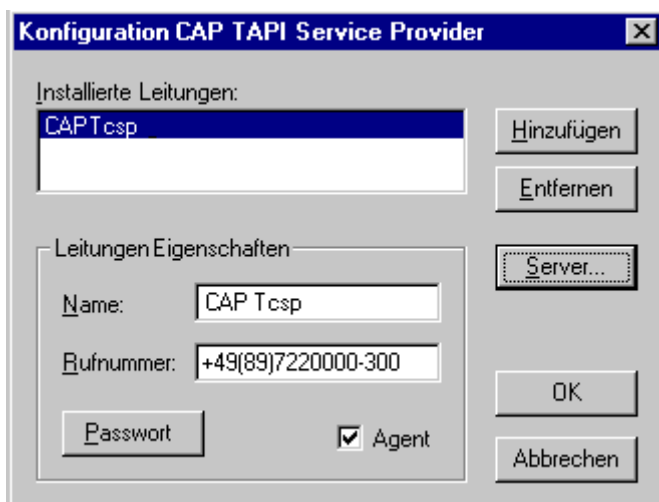 Konfiguration CAP TAPI Service Provider
Installierte Leitungen:
CAPTcsp
Hinzufügen
Entfernen
Leitungen Eigenschaften
Server...
Name:
CAP Tcsp
Rufnummer:
+49(89)7220000-300
OK
Passwort
Agent
Abbrechen